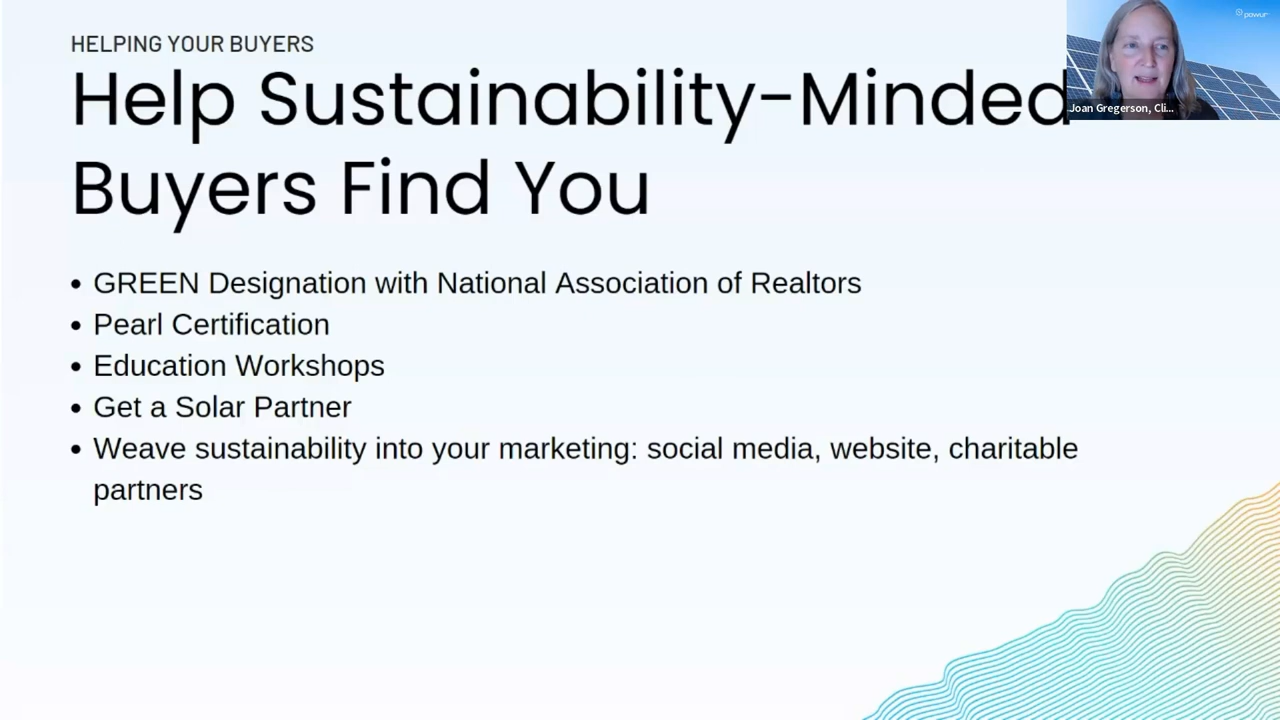 HELPING YOUR BUYERS
Help Sustainability-Minded
Buyers Find You
• GREEN Designation with National Association of Realtors
• Pearl Certification
• Education Workshops
• Get a Solar Partner
• Weave sustainability into your marketing: social media, website, charitable
partners
powur
Joan Gregerson, Cli...